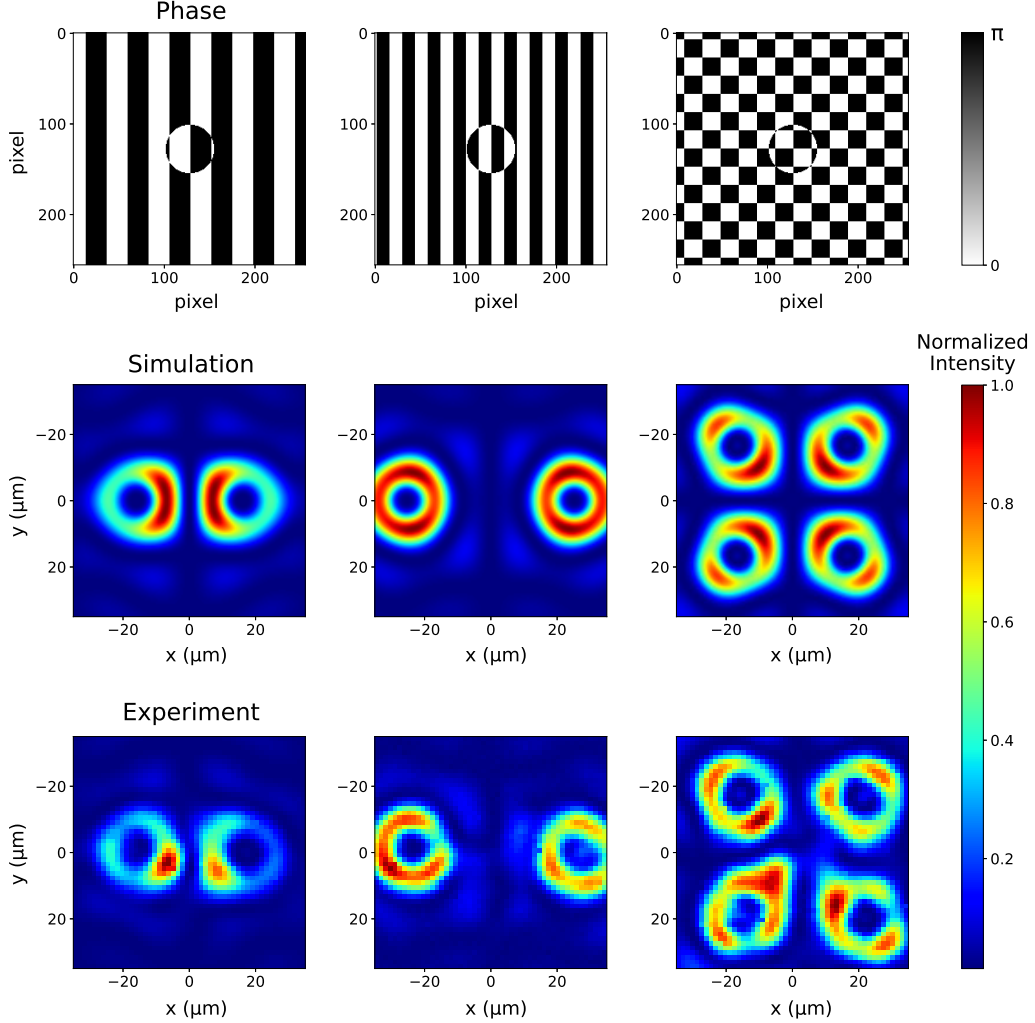 Phase
0
100
200
pixel
0 100 200
pixel
0
100
200
0 100 200
pixel
0
100
200
0 100 200
pixel
π
0
Simulation
−20
0
20
y (μm)
−20 0 20
x (μm)
−20
0
20
−20 0 20
x (μm)
−20
0
20
−20 0 20
x (μm)
Normalized
Intensity
1.0
0.8
0.6
0.4
0.2
Experiment
−20
0
20
y (μm)
−20 0 20
x (μm)
−20
0
20
−20 0 20
x (μm)
−20
0
20
−20 0 20
x (μm)